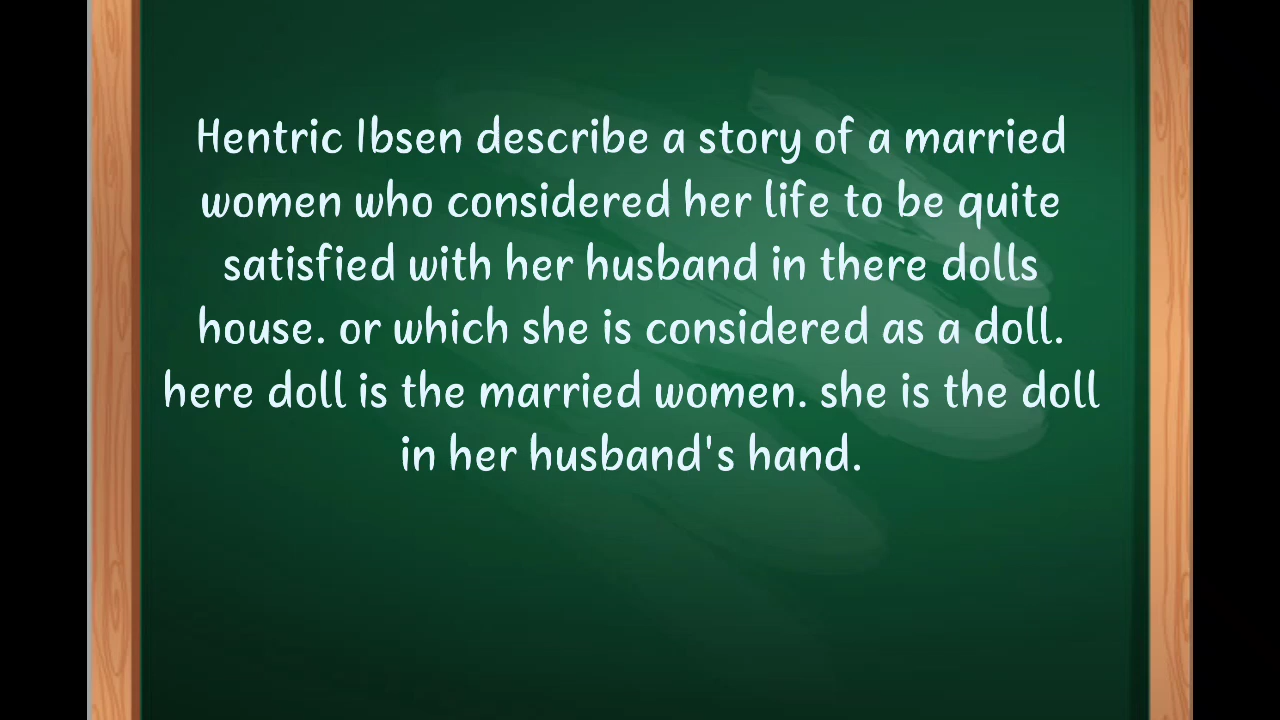 Hentric Ibsen describe a story of a married
women who considered her life to be quite
satisfied with her husband in there dolls
house. or which she is considered as a doll.
here doll is the married women. she is the doll
in her husband's hand.